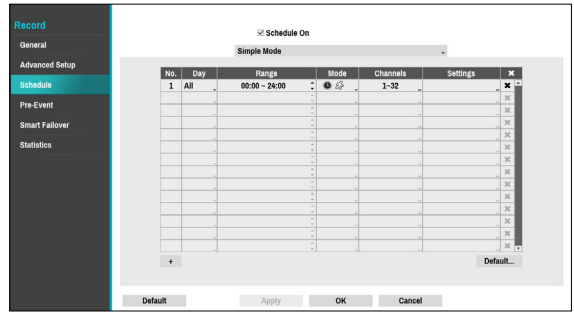 Record
General
Advanced Setup
Schedule
Pre-Event
Smart Failover
Statistics
Schedule On
Simple Mode
No. Day Range Mode Channels Settings
1 All 00:00 ~ 24:00 1~32
+ Default...
Default Apply OK Cancel